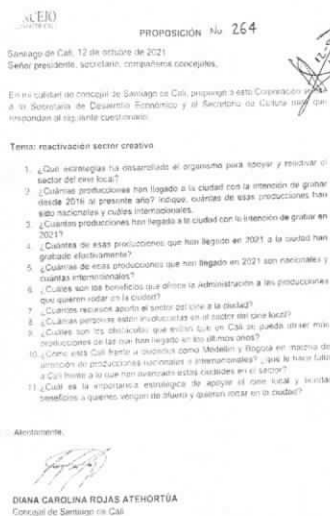 CONCEJO
PROPOSICIÓN No 264
Santiago de Cali, 12 de octubre de 2021
Señor presidente, secretario, compañeros concejales,
En mi calidad de concejal de Santiago de Cali, propongo a esta Corporación
a la Secretaría de Desarrollo Económico y al Secretario de Cultura para que
respondan el siguiente cuestionario:
Tema: reactivación sector creativo
1. ¿Qué estrategias ha desarrollado el organismo para apoyar y reactivar el
sector del cine local?
2. ¿Cuántas producciones han llegado a la ciudad con la intención de grabar
desde 2016 al presente año? Indique, cuántas de esas producciones han
sido nacionales y cuáles internacionales.
3. ¿Cuántas producciones han llegado a la ciudad con la intención de grabar en
2021?
4. ¿Cuántas de esas producciones que han llegado en 2021 a la ciudad han
grabado efectivamente?
5. ¿Cuántas de esas producciones que han llegado en 2021 son nacionales y
cuántas internacionales?
6. ¿Cuáles son los beneficios que ofrece la Administración a las producciones
que quieren rodar en la ciudad?
7. ¿Cuántos recursos aporta el sector del cine a la ciudad?
8. ¿Cuántas personas están involucradas en el sector del cine local?
9. ¿Cuáles son los obstáculos que evitan que en Cali se pueda atraer más
producciones de las que han llegado en los últimos años?
10. ¿Cómo está Cali frente a ciudades como Medellín y Bogotá en materia de
atención de producciones nacionales e internacionales? ¿qué le hace falta
a Cali frente a lo que han avanzado estas ciudades en el sector?
11. ¿Cuál es la importancia estratégica de apoyar el cine local y brindar
beneficios a quienes vengan de afuera y quieran rodar en la ciudad?
Atentamente,
DIANA CAROLINA ROJAS ATEHORTÚA
Concejal de Santiago de Cali